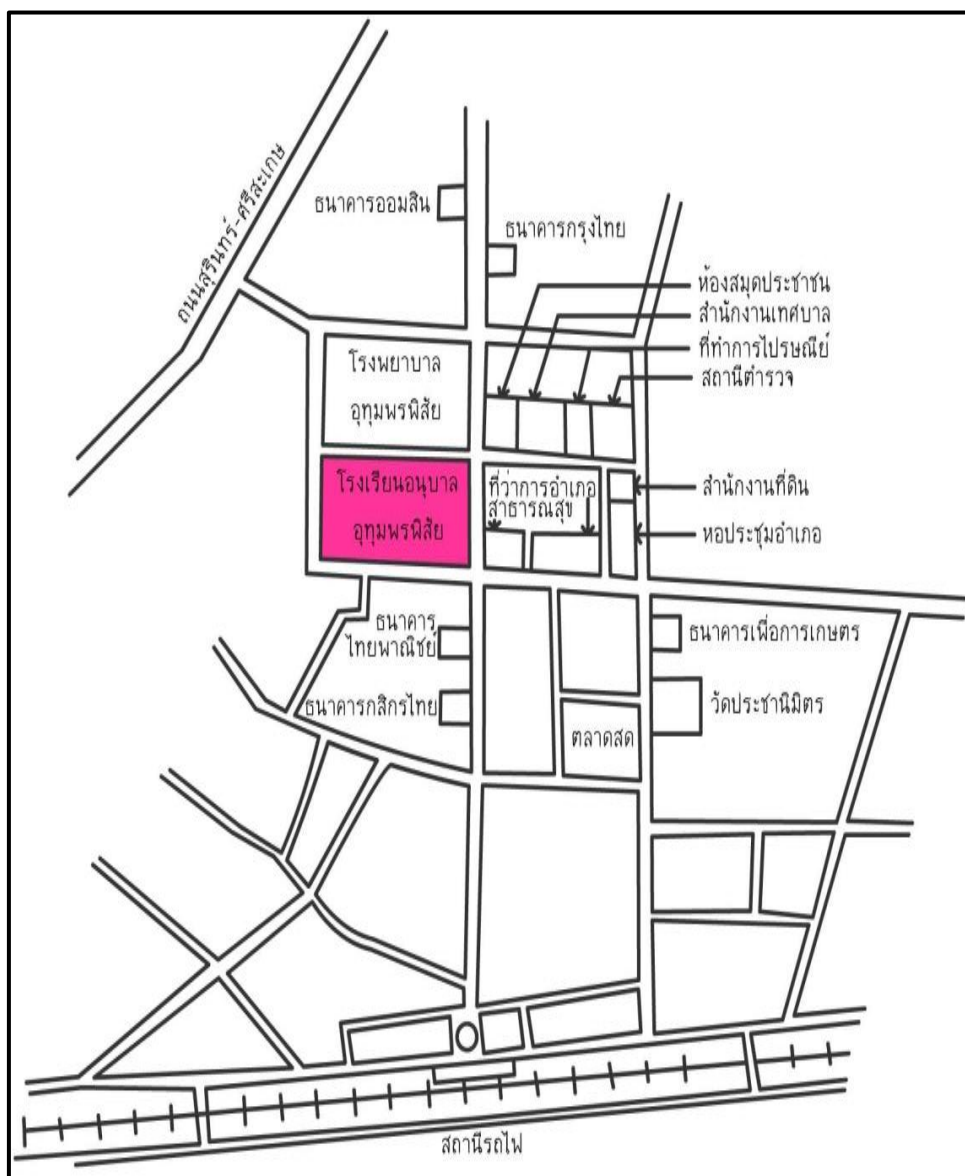 ถนนสุรินทร์-ศรีสะเกษ
ธนาคารออมสิน
ธนาคารกรุงไทย
ห้องสมุดประชาชน
สำนักงานเทศบาล
ที่ทำการไปรษณีย์
สถานีตำรวจ
โรงพยาบาล
อุทุมพรพิสัย
โรงเรียนอนุบาล
อุทุมพรพิสัย
ที่ว่าการอำเภอ
สาธารณสุข
สำนักงานที่ดิน
หอประชุมอำเภอ
ธนาคาร
ไทยพาณิชย์
ธนาคารเพื่อการเกษตร
ธนาคารกสิกรไทย
วัดประชานิมิตร
ตลาดสด
สถานีรถไฟ